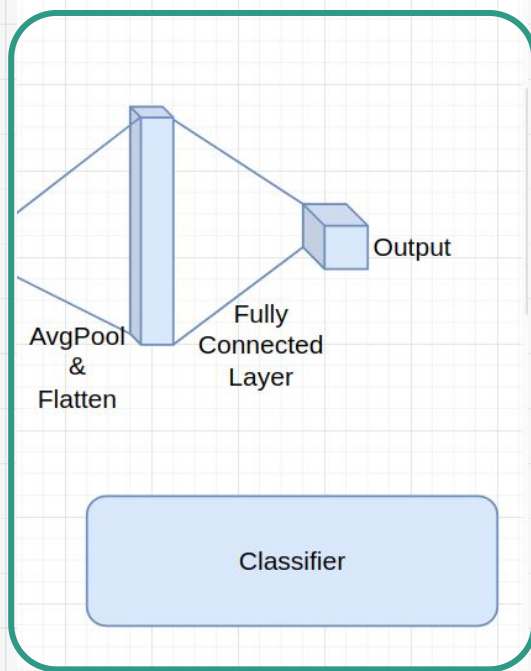 Output
Fully
Connected
Layer
AvgPool
&
Flatten
Classifier